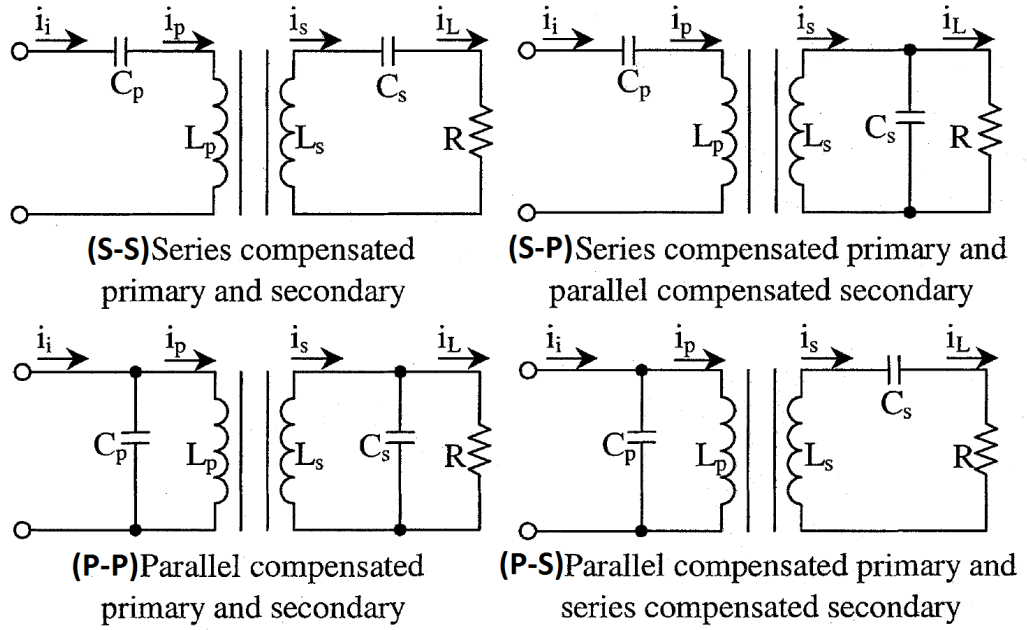 i_i i_p i_s i_L
C_p L_p L_s C_s R
(S-S)Series compensated
primary and secondary
i_i i_p i_s i_L
C_p L_p L_s C_s R
(S-P)Series compensated primary and
parallel compensated secondary
i_i i_p i_s i_L
C_p L_p L_s C_s R
(P-P)Parallel compensated
primary and secondary
i_i i_p i_s i_L
C_p L_p L_s C_s R
(P-S)Parallel compensated primary and
series compensated secondary